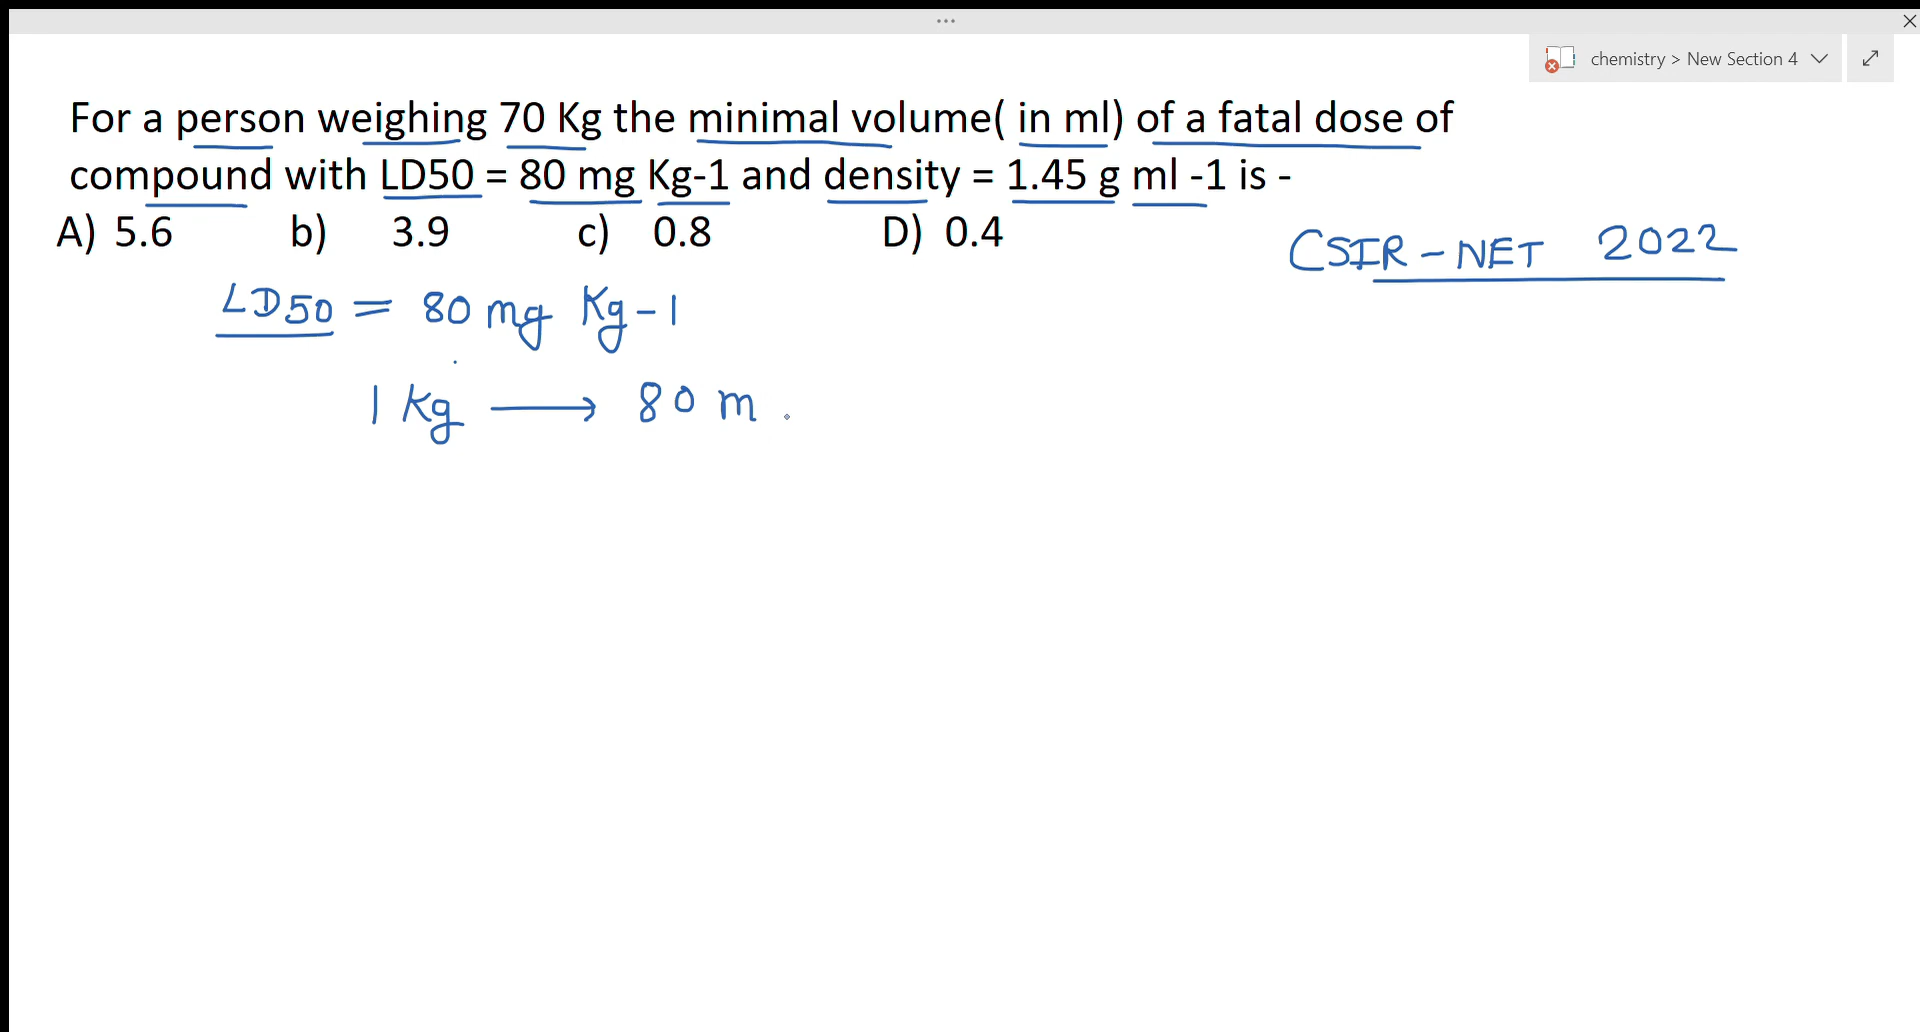 chemistry > New Section 4
For a person weighing 70 Kg the minimal volume( in ml) of a fatal dose of
compound with LD50 = 80 mg Kg-1 and density = 1.45 g ml -1 is -
A) 5.6 b) 3.9 c) 0.8 D) 0.4
CSIR-NET 2022
LD50 = 80 mg Kg-1
1 Kg → 80 m